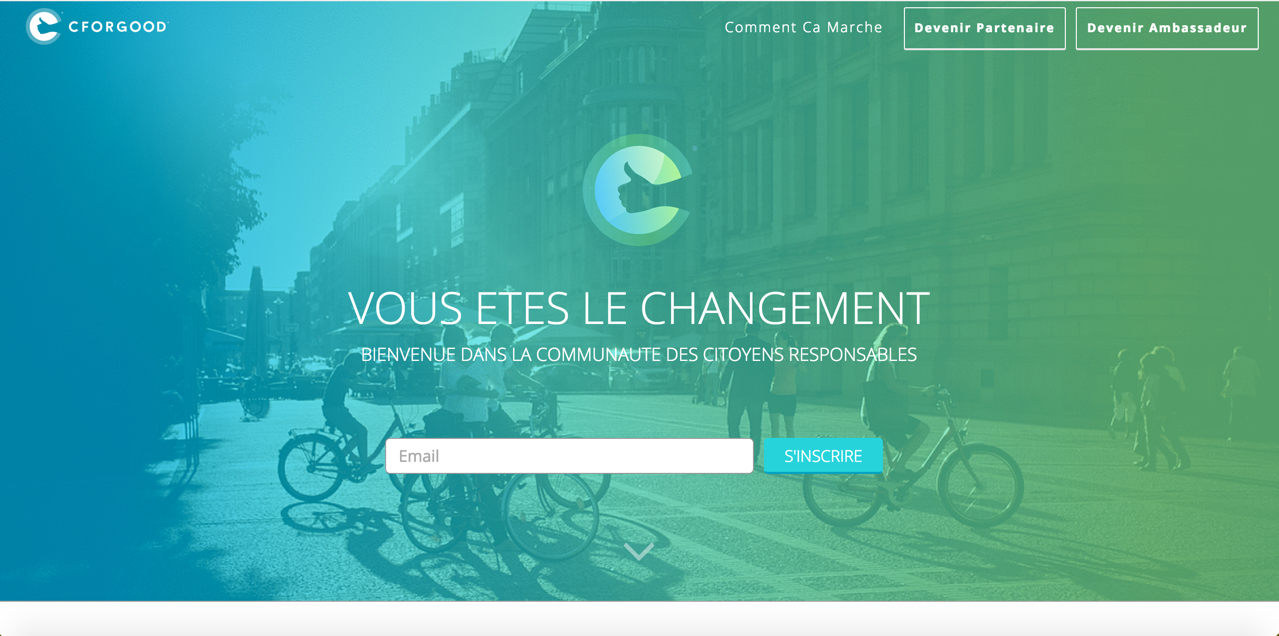 CFORGOOD
Comment Ca Marche
Devenir Partenaire
Devenir Ambassadeur
VOUS ETES LE CHANGEMENT
BIENVENUE DANS LA COMMUNAUTE DES CITOYENS RESPONSABLES
Email
S'INSCRIRE